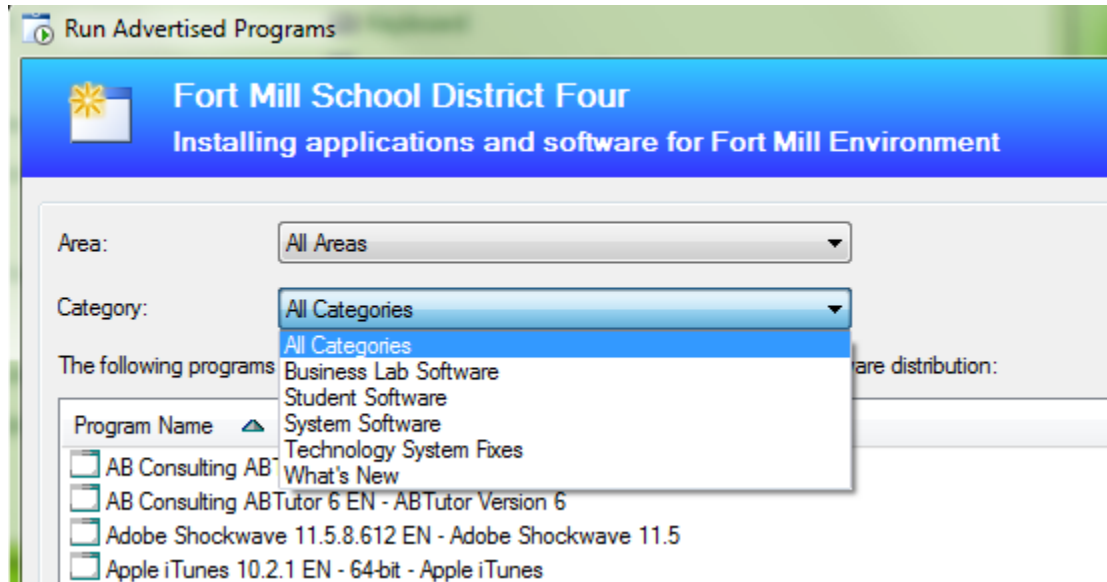 Run Advertised Programs
Fort Mill School District Four
Installing applications and software for Fort Mill Environment
Area: All Areas
Category: All Categories
All Categories
The following programs
Business Lab Software
distribution:
Student Software
Program Name
System Software
Technology System Fixes
AB Consulting
What's New
AB Consulting ABTutor 6 EN - ABTutor Version 6
Adobe Shockwave 11.5.8.612 EN - Adobe Shockwave 11.5
Apple iTunes 10.2.1 EN - 64-bit - Apple iTunes